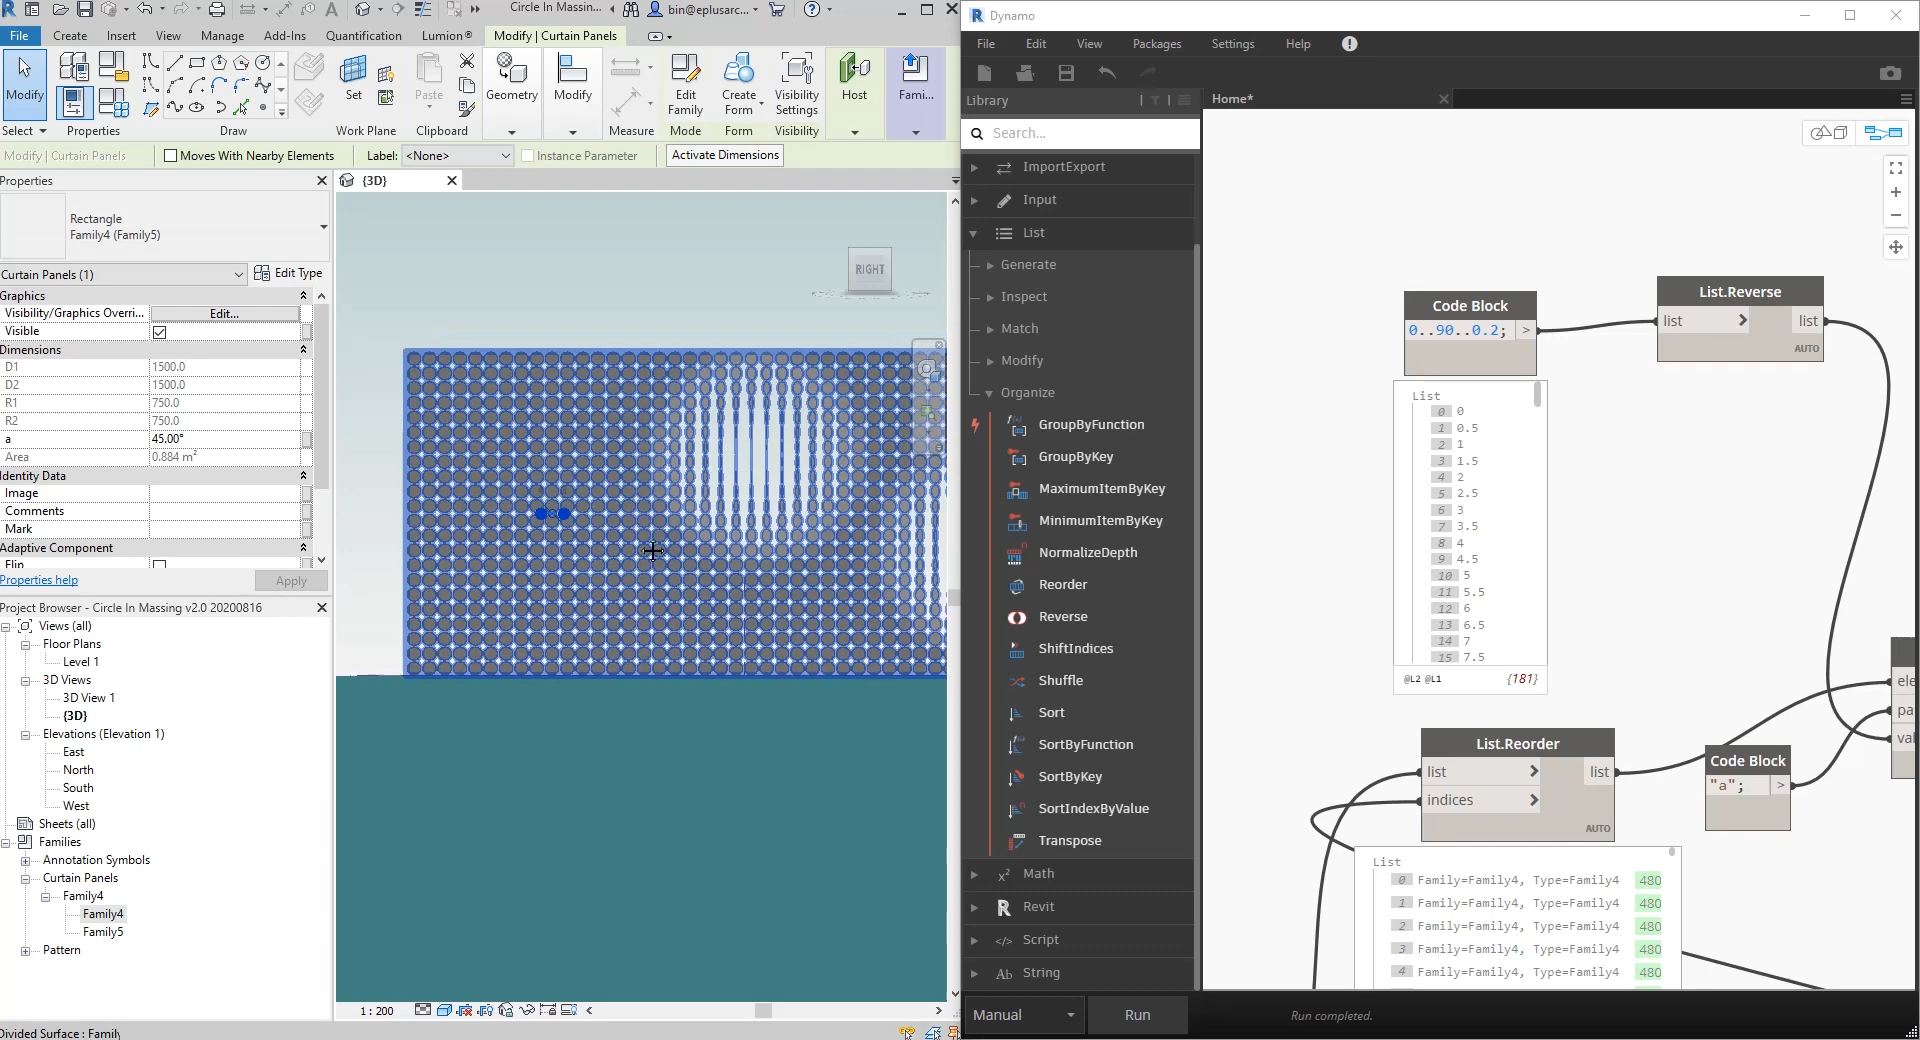 Circle In Massin...
bin@eplusarc...
File Create Insert View Manage Add-Ins Quantification Lumion® Modify | Curtain Panels
Modify
Set
Paste
Geometry
Modify
Edit Family
Create Form
Visibility Settings
Host
Fami...
Select Properties Draw Work Plane Clipboard Measure Mode Form Visibility
Modify | Curtain Panels Moves With Nearby Elements Label: <None> Instance Parameter Activate Dimensions
Properties
{3D}
Rectangle
Family4 (Family5)
Curtain Panels (1) Edit Type
Graphics
Visibility/Graphics Overri... Edit...
Visible
Dimensions
D1 1500.0
D2 1500.0
R1 750.0
R2 750.0
a 45.00°
Area 0.884 m²
Identity Data
Image
Comments
Mark
Adaptive Component
Flip
Properties help Apply
Project Browser - Circle In Massing v2.0 20200816
Views (all)
Floor Plans
Level 1
3D Views
3D View 1
{3D}
Elevations (Elevation 1)
East
North
South
West
Sheets (all)
Families
Annotation Symbols
Curtain Panels
Family4
Family4
Family5
Pattern
RIGHT
1 : 200
Divided Surface : Family
Dynamo
File Edit View Packages Settings Help
Library
Home*
Search...
ImportExport
Input
List
Generate
Inspect
Match
Modify
Organize
GroupByFunction
GroupByKey
MaximumItemByKey
MinimumItemByKey
NormalizeDepth
Reorder
Reverse
ShiftIndices
Shuffle
Sort
SortByFunction
SortByKey
SortIndexByValue
Transpose
Math
Revit
Script
String
Manual Run Run completed.
Code Block
0..90..0.2; >
List
0 0
1 0.5
2 1
3 1.5
4 2
5 2.5
6 3
7 3.5
8 4
9 4.5
10 5
11 5.5
12 6
13 6.5
14 7
15 7.5
@L2 @L1 {181}
List.Reverse
list > list
AUTO
List.Reorder
list > list
indices >
AUTO
Code Block
"a"; >
ele
pa
val
List
0 Family=Family4, Type=Family4 480
1 Family=Family4, Type=Family4 480
2 Family=Family4, Type=Family4 480
3 Family=Family4, Type=Family4 480
4 Family=Family4, Type=Family4 480